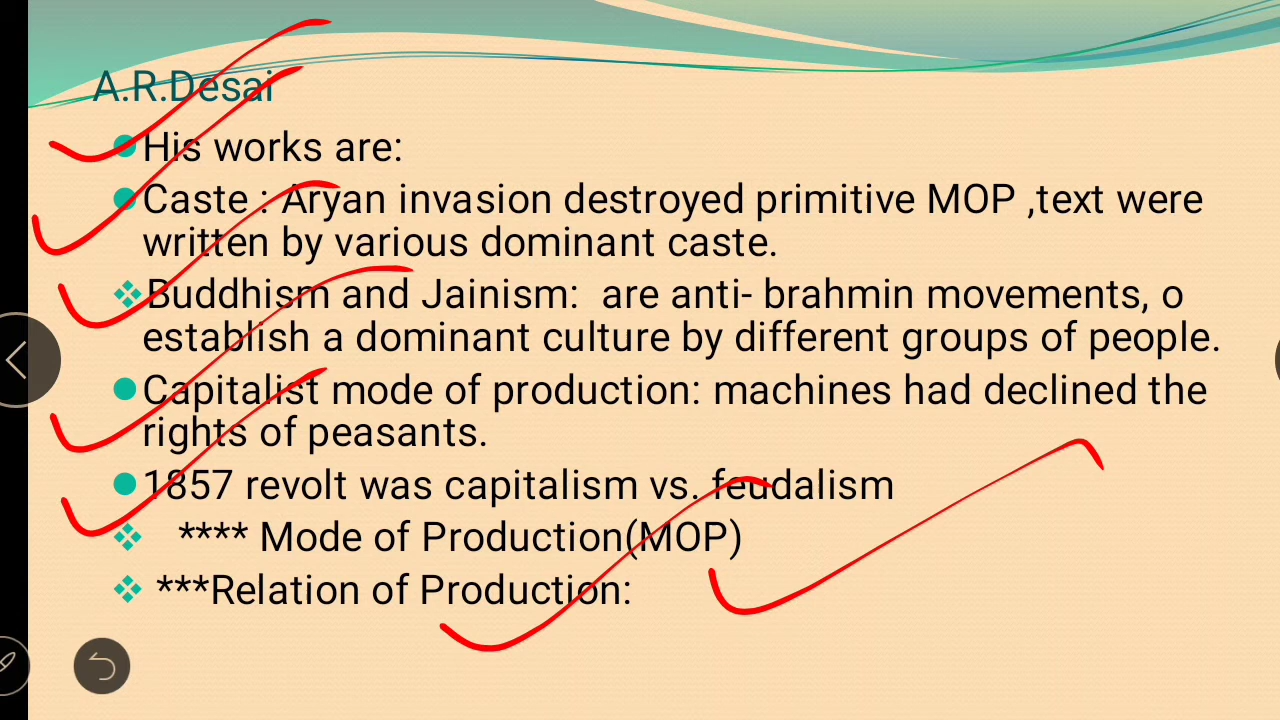 A.R.Desai
His works are:
Caste : Aryan invasion destroyed primitive MOP ,text were
written by various dominant caste.
Buddhism and Jainism:  are anti- brahmin movements, o
establish a dominant culture by different groups of people.
Capitalist mode of production: machines had declined the
rights of peasants.
1857 revolt was capitalism vs. feudalism
**** Mode of Production(MOP)
***Relation of Production: